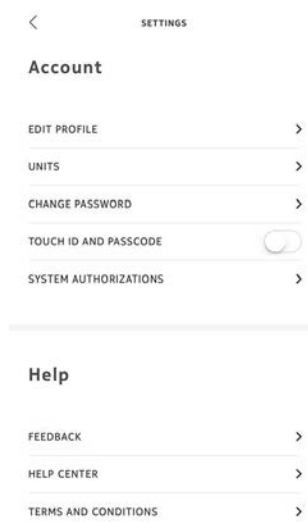 SETTINGS
Account
EDIT PROFILE
UNITS
CHANGE PASSWORD
TOUCH ID AND PASSCODE
SYSTEM AUTHORIZATIONS
Help
FEEDBACK
HELP CENTER
TERMS AND CONDITIONS